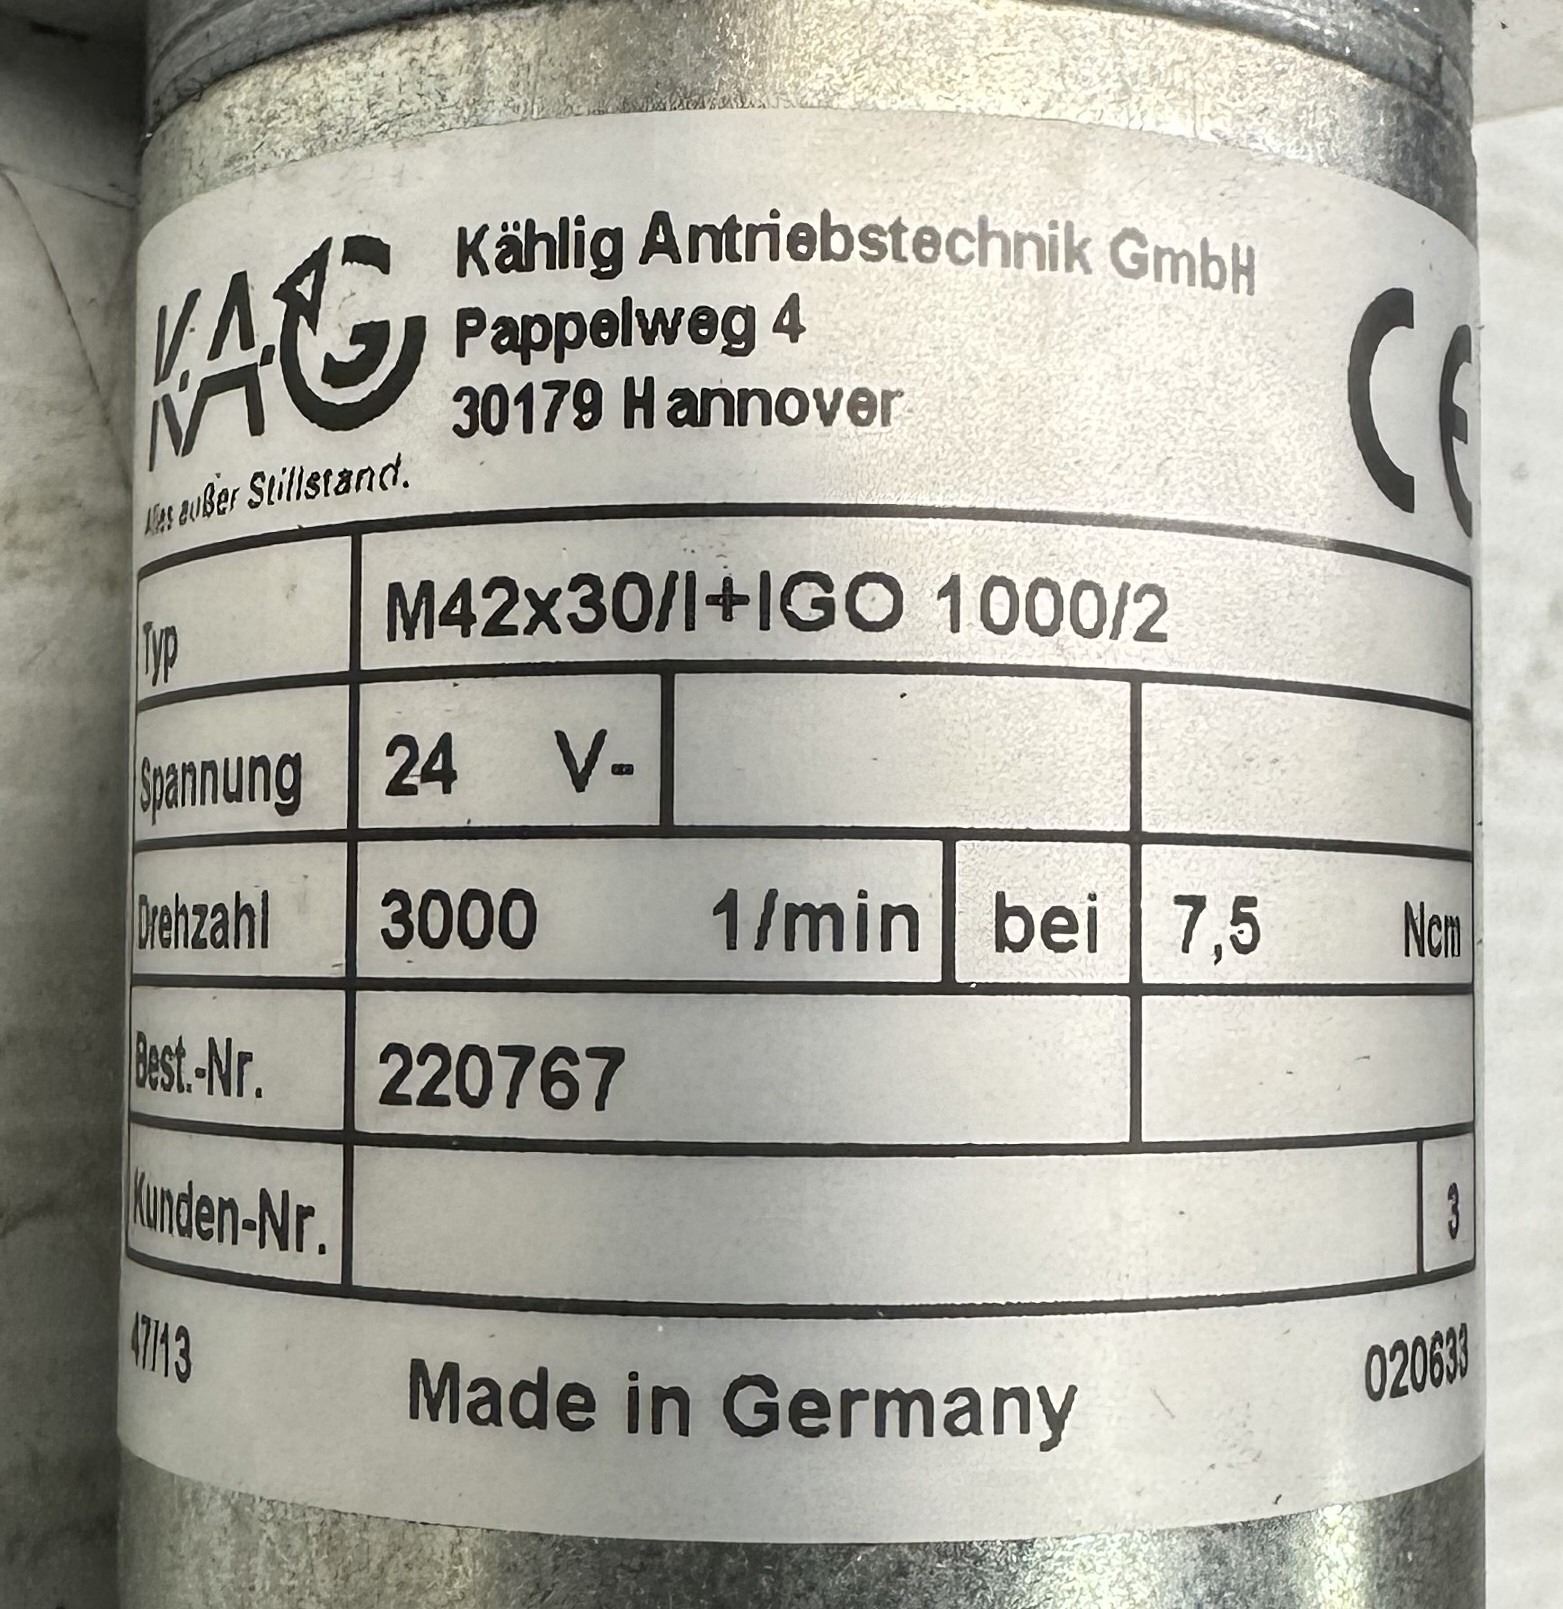 KAG
Kählig Antriebstechnik GmbH
Pappelweg 4
30179 Hannover
Alles außer Stillstand.
CE
Typ M42x30/I+IGO 1000/2
Spannung 24 V-
Drehzahl 3000 1/min bei 7,5 Ncm
Best.-Nr. 220767
Kunden-Nr. 3
47/13
Made in Germany
020633